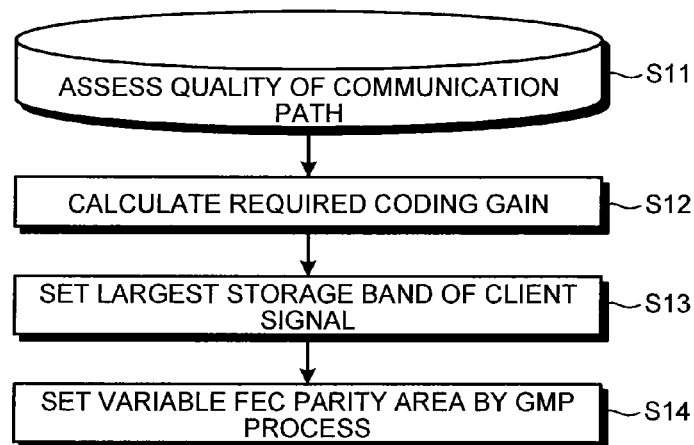 ASSESS QUALITY OF COMMUNICATION
PATH
S11
CALCULATE REQUIRED CODING GAIN
S12
SET LARGEST STORAGE BAND OF CLIENT
SIGNAL
S13
SET VARIABLE FEC PARITY AREA BY GMP
PROCESS
S14